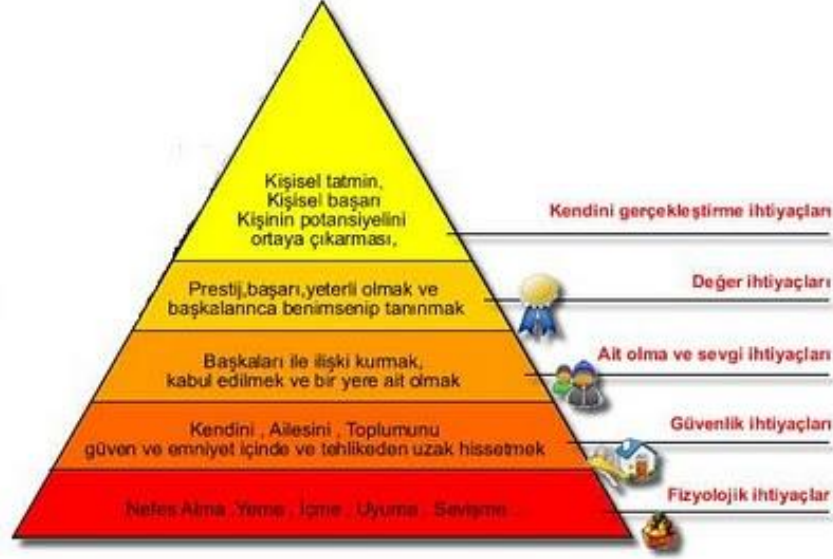 Kişisel tatmin,
Kişisel başarı
Kişinin potansiyelini
ortaya çıkarması,
Kendini gerçekleştirme ihtiyaçları
Prestij,başarı,yeterli olmak ve
başkalarınca benimsenip tanınmak
Değer ihtiyaçları
Başkaları ile ilişki kurmak,
kabul edilmek ve bir yere ait olmak
Ait olma ve sevgi ihtiyaçları
Kendini , Ailesini , Toplumunu
güven ve emniyet içinde ve tehlikeden uzak hissetmek
Güvenlik ihtiyaçları
Nefes Alma ,Yeme , İçme , Uyuma , Sevişme...
Fizyolojik ihtiyaçlar